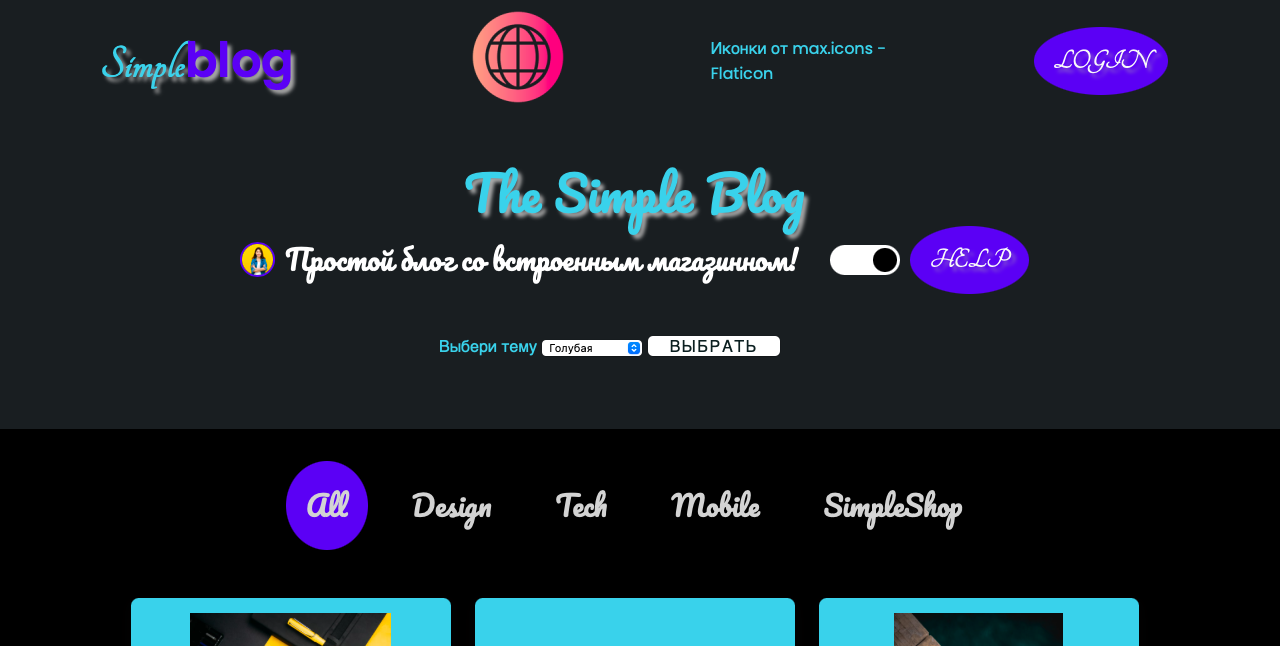 Simpleblog
Иконки от max.icons -
Flaticon
LOGIN
The Simple Blog
Простой блог со встроенным магазинном!
HELP
Выбери тему Голубая ВЫБРАТЬ
All Design Tech Mobile SimpleShop